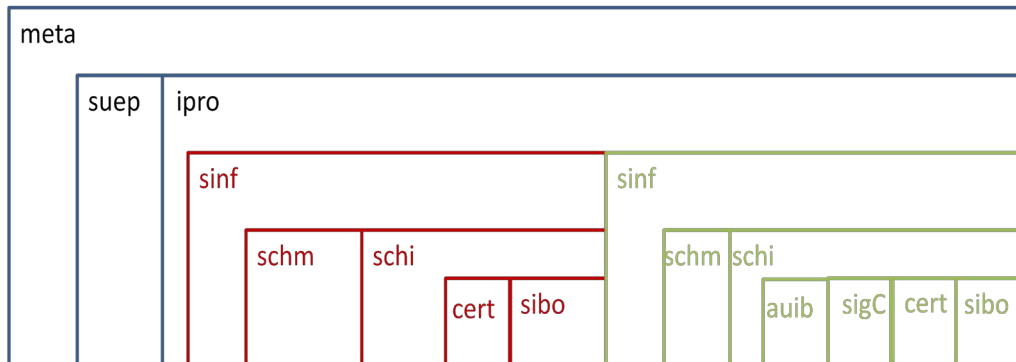 meta
suep ipro
sinf sinf
schm schi schm schi
cert sibo auib sigC cert sibo